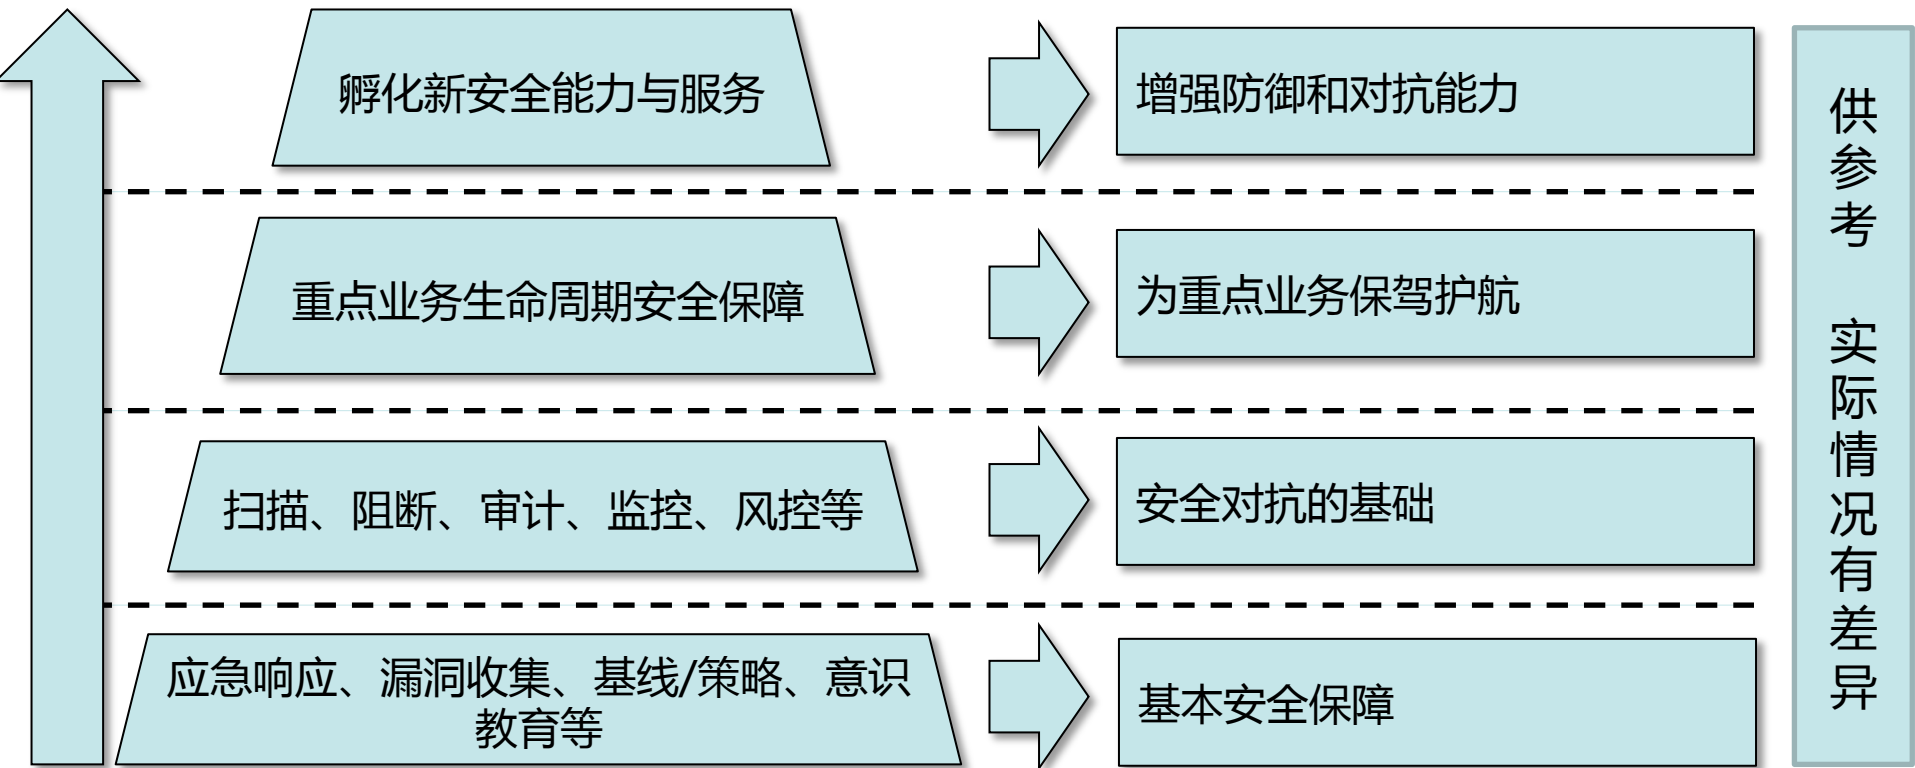 孵化新安全能力与服务
增强防御和对抗能力
重点业务生命周期安全保障
为重点业务保驾护航
扫描、阻断、审计、监控、风控等
安全对抗的基础
应急响应、漏洞收集、基线/策略、意识
教育等
基本安全保障
供参考 实际情况有差异